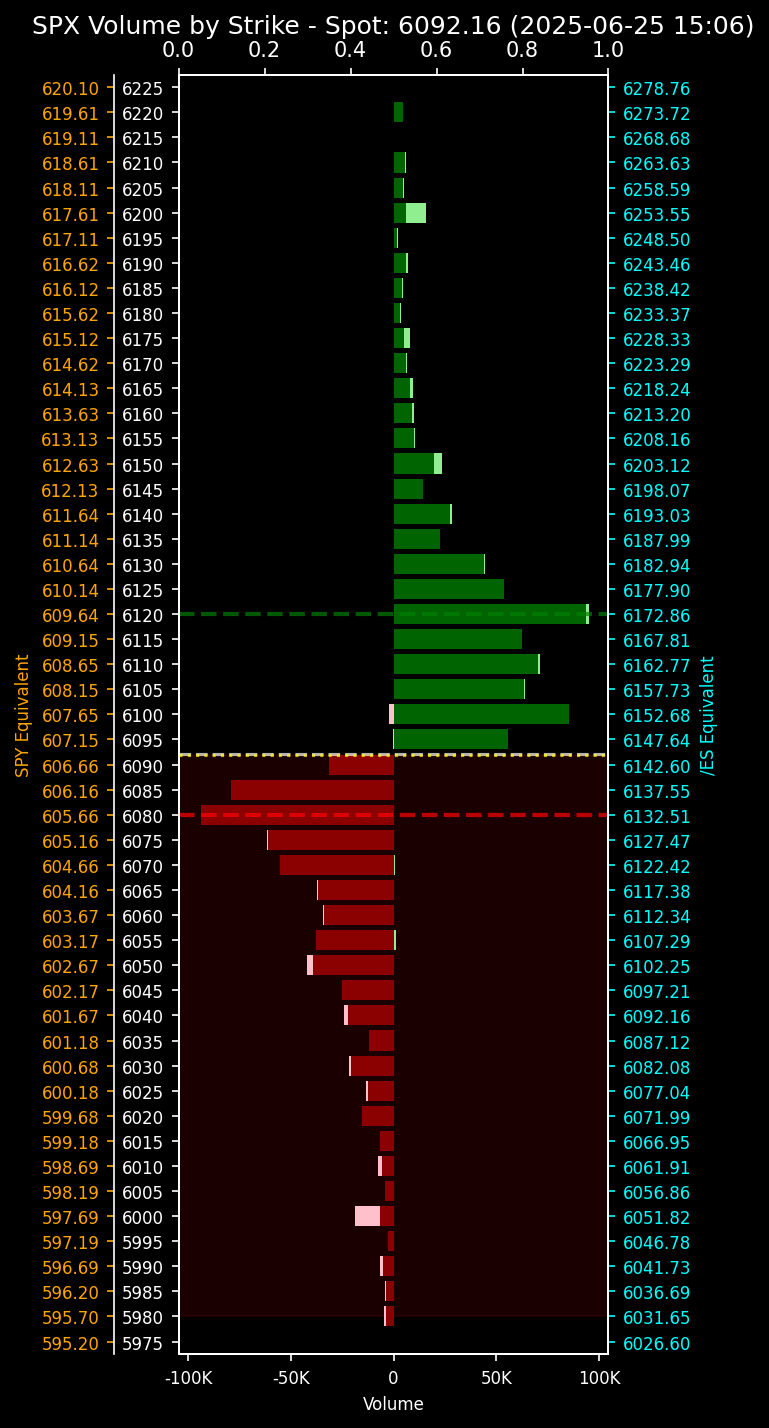 SPX Volume by Strike - Spot: 6092.16 (2025-06-25 15:06)
0.0 0.2 0.4 0.6 0.8 1.0
620.10 6225 6278.76
619.61 6220 6273.72
619.11 6215 6268.68
618.61 6210 6263.63
618.11 6205 6258.59
617.61 6200 6253.55
617.11 6195 6248.50
616.62 6190 6243.46
616.12 6185 6238.42
615.62 6180 6233.37
615.12 6175 6228.33
614.62 6170 6223.29
614.13 6165 6218.24
613.63 6160 6213.20
613.13 6155 6208.16
612.63 6150 6203.12
612.13 6145 6198.07
611.64 6140 6193.03
611.14 6135 6187.99
610.64 6130 6182.94
610.14 6125 6177.90
609.64 6120 6172.86
609.15 6115 6167.81
608.65 6110 6162.77
608.15 6105 6157.73
607.65 6100 6152.68
607.15 6095 6147.64
606.66 6090 6142.60
606.16 6085 6137.55
605.66 6080 6132.51
605.16 6075 6127.47
604.66 6070 6122.42
604.16 6065 6117.38
603.67 6060 6112.34
603.17 6055 6107.29
602.67 6050 6102.25
602.17 6045 6097.21
601.67 6040 6092.16
601.18 6035 6087.12
600.68 6030 6082.08
600.18 6025 6077.04
599.68 6020 6071.99
599.18 6015 6066.95
598.69 6010 6061.91
598.19 6005 6056.86
597.69 6000 6051.82
597.19 5995 6046.78
596.69 5990 6041.73
596.20 5985 6036.69
595.70 5980 6031.65
595.20 5975 6026.60
SPY Equivalent
/ES Equivalent
-100K -50K 0 50K 100K
Volume